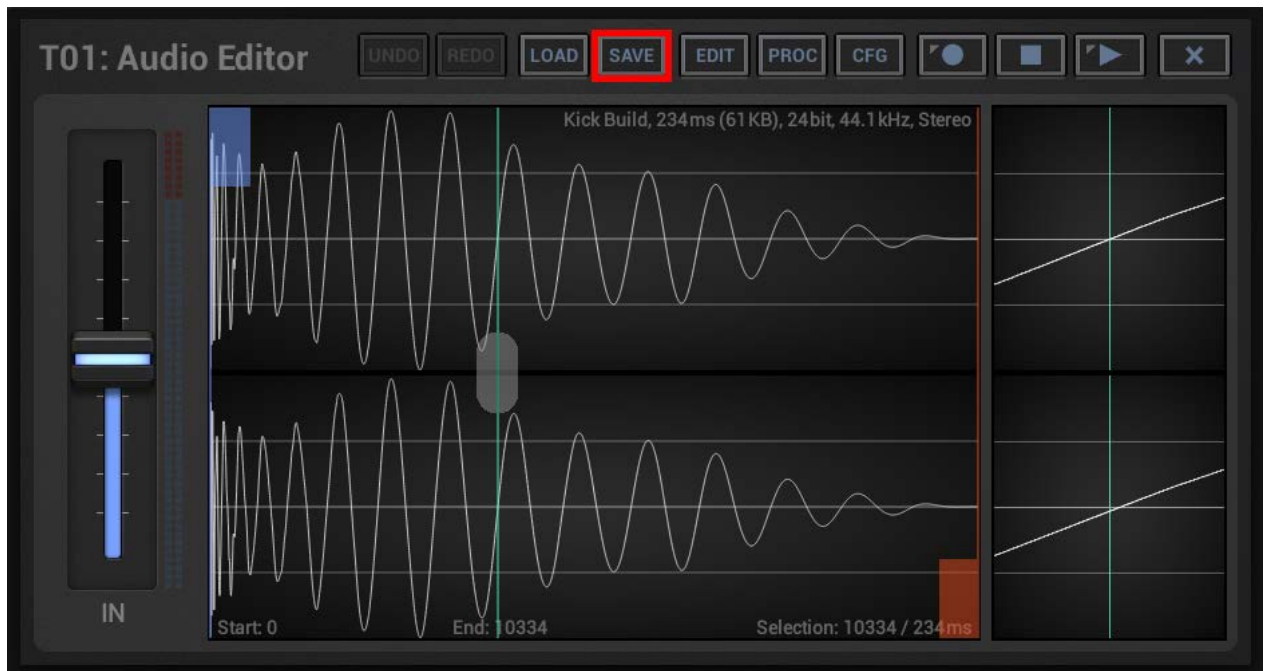 T01: Audio Editor UNDO REDO LOAD SAVE EDIT PROC CFG
Kick Build, 234ms (61KB), 24bit, 44.1kHz, Stereo
IN
Start: 0 End: 10334 Selection: 10334 / 234ms